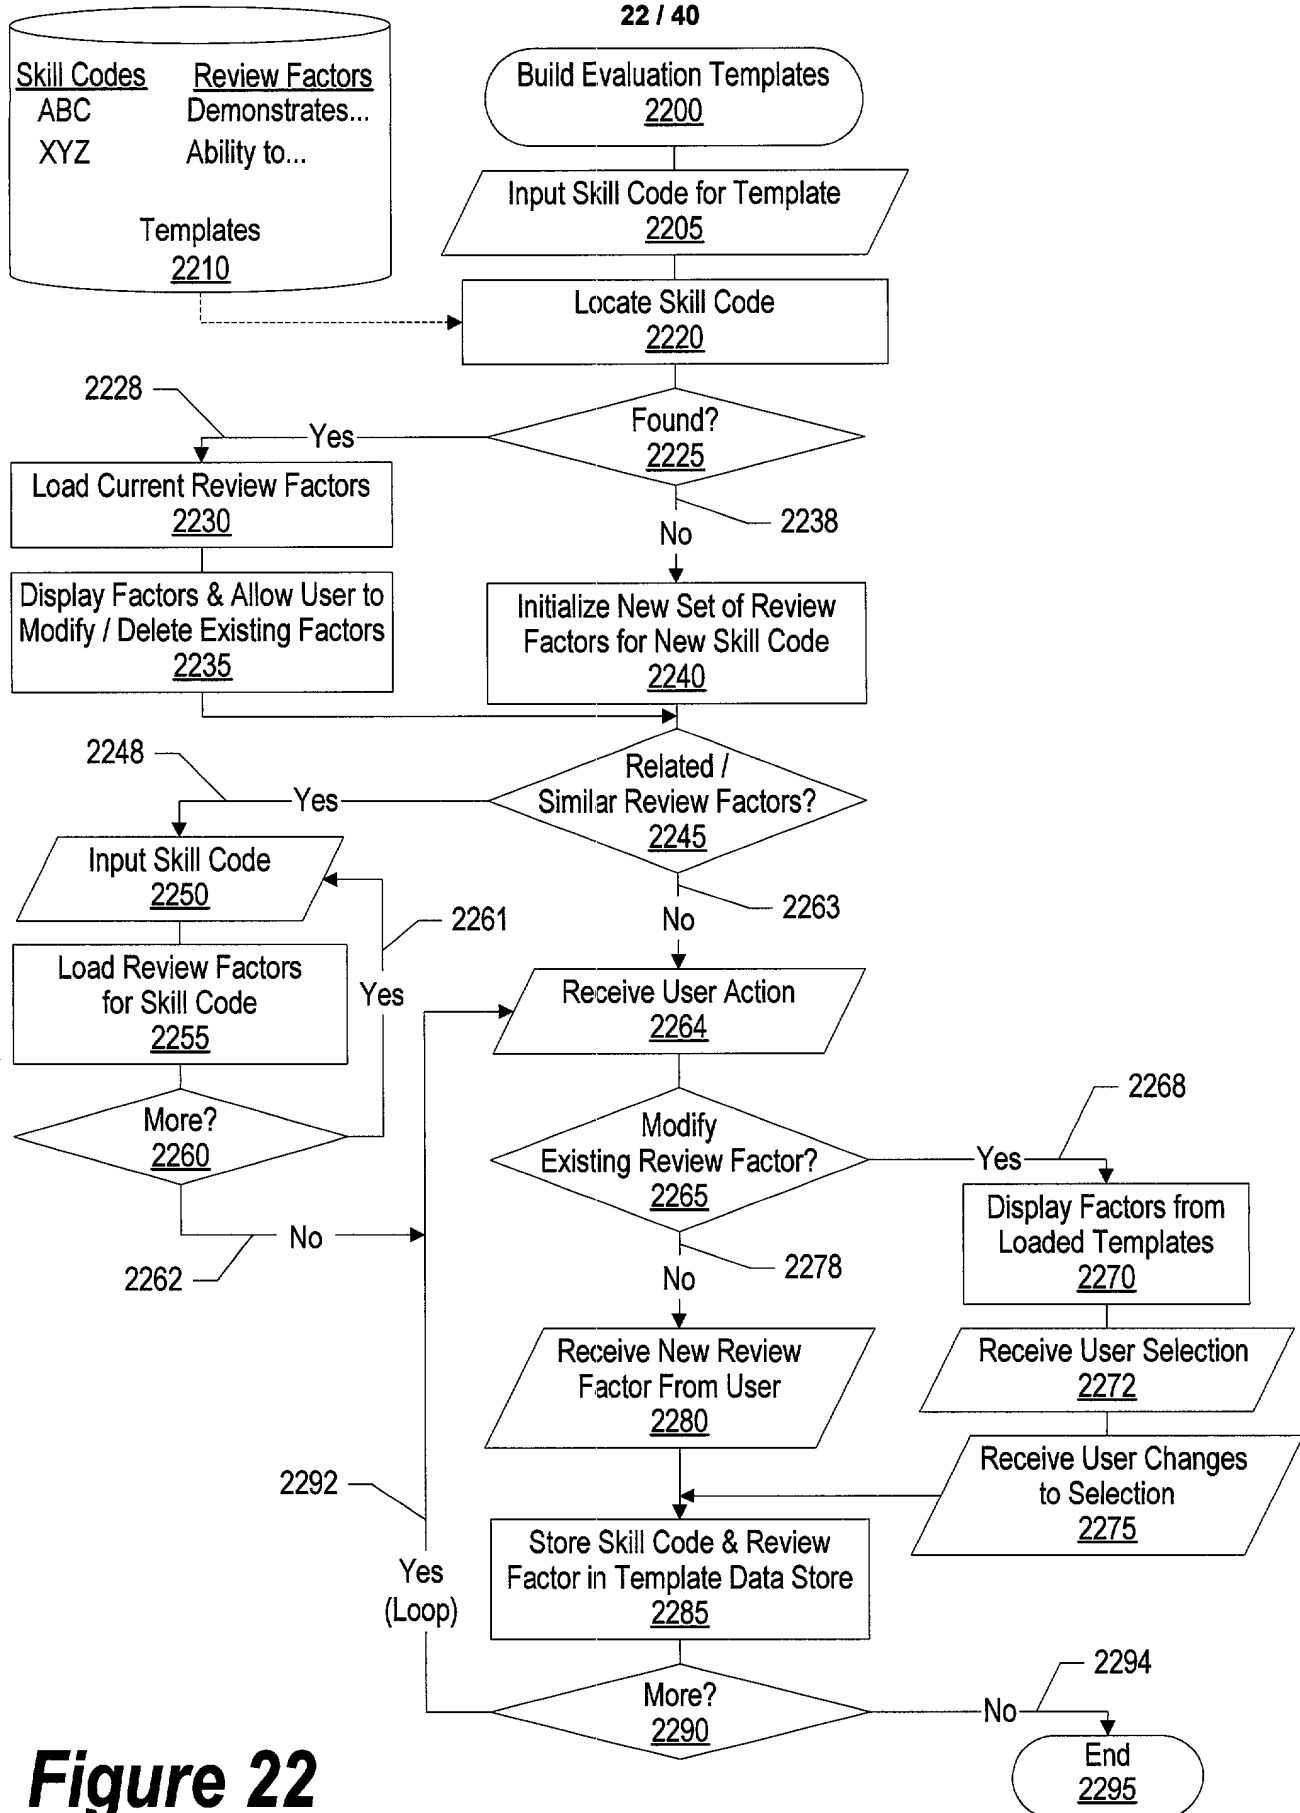 22 / 40
Skill Codes Review Factors
ABC Demonstrates...
XYZ Ability to...
Templates
2210
Build Evaluation Templates
2200
Input Skill Code for Template
2205
Locate Skill Code
2220
2228
Yes
Found?
2225
Load Current Review Factors
2230
2238
No
Display Factors & Allow User to
Modify / Delete Existing Factors
2235
Initialize New Set of Review
Factors for New Skill Code
2240
2248
Yes
Related /
Similar Review Factors?
2245
Input Skill Code
2250
2263
No
2261
Yes
Load Review Factors
for Skill Code
2255
Receive User Action
2264
More?
2260
2262
No
Modify
Existing Review Factor?
2265
2268
Yes
Display Factors from
Loaded Templates
2270
2278
No
Receive New Review
Factor From User
2280
Receive User Selection
2272
Receive User Changes
to Selection
2275
2292
Yes
(Loop)
Store Skill Code & Review
Factor in Template Data Store
2285
More?
2290
2294
No
End
2295
Figure 22